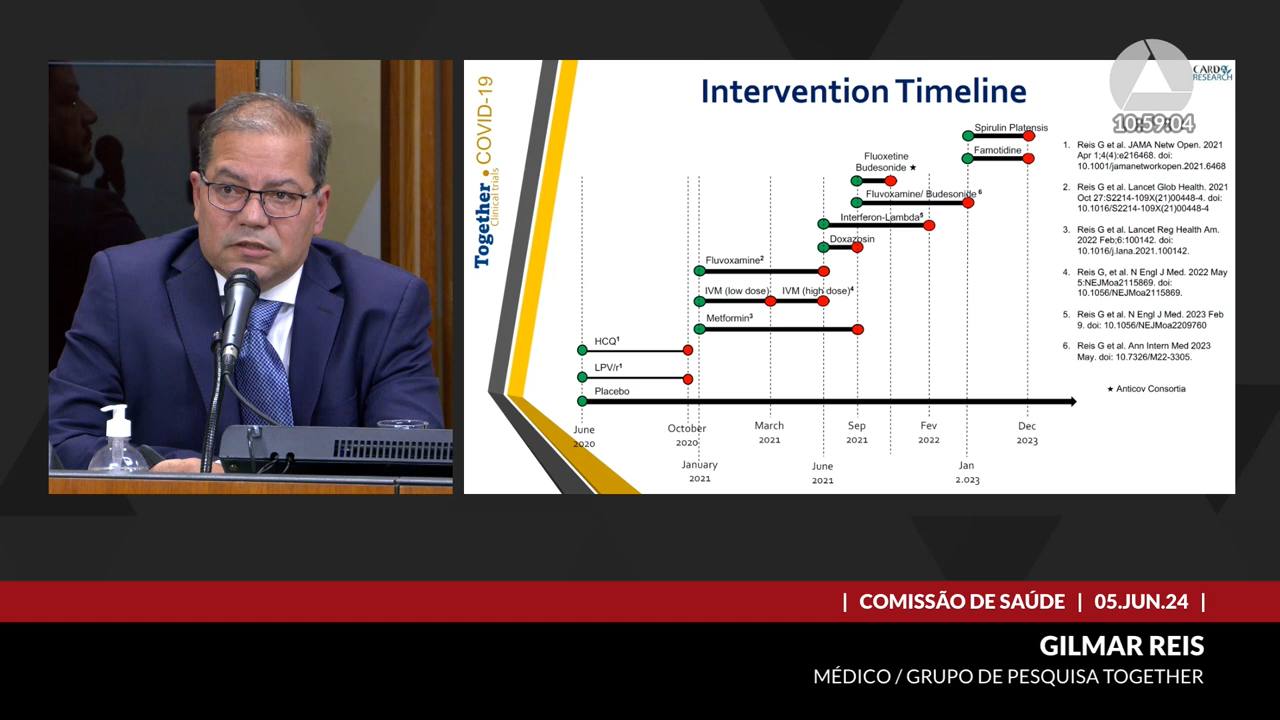 Intervention Timeline
CARDRESEARCH
10:59:04
Together • COVID-19
Clinical trials
Spirulin Platensis
Famotidine
Fluoxetine
Budesonide ★
Fluvoxamine/ Budesonide 6
Interferon-Lambda5
Doxazosin
Fluvoxamine2
IVM (low dose) IVM (high dose)4
Metformin3
HCQ1
LPV/r1
Placebo
June
2020
October
2020
January
2021
March
2021
June
2021
Sep
2021
Fev
2022
Jan
2.023
Dec
2023
1. Reis G et al. JAMA Netw Open. 2021
Apr 1;4(4):e216468. doi:
10.1001/jamanetworkopen.2021.6468
2. Reis G et al. Lancet Glob Health. 2021
Oct 27:S2214-109X(21)00448-4. doi:
10.1016/S2214-109X(21)00448-4
3. Reis G et al. Lancet Reg Health Am.
2022 Feb;6:100142. doi:
10.1016/j.lana.2021.100142.
4. Reis G, et al. N Engl J Med. 2022 May
5:NEJMoa2115869. doi:
10.1056/NEJMoa2115869.
5. Reis G et al. N Engl J Med. 2023 Feb
9. doi: 10.1056/NEJMoa2209760
6. Reis G et al. Ann Intern Med 2023
May. doi: 10.7326/M22-3305.
★ Anticov Consortia
| COMISSÃO DE SAÚDE | 05.JUN.24 |
GILMAR REIS
MÉDICO / GRUPO DE PESQUISA TOGETHER